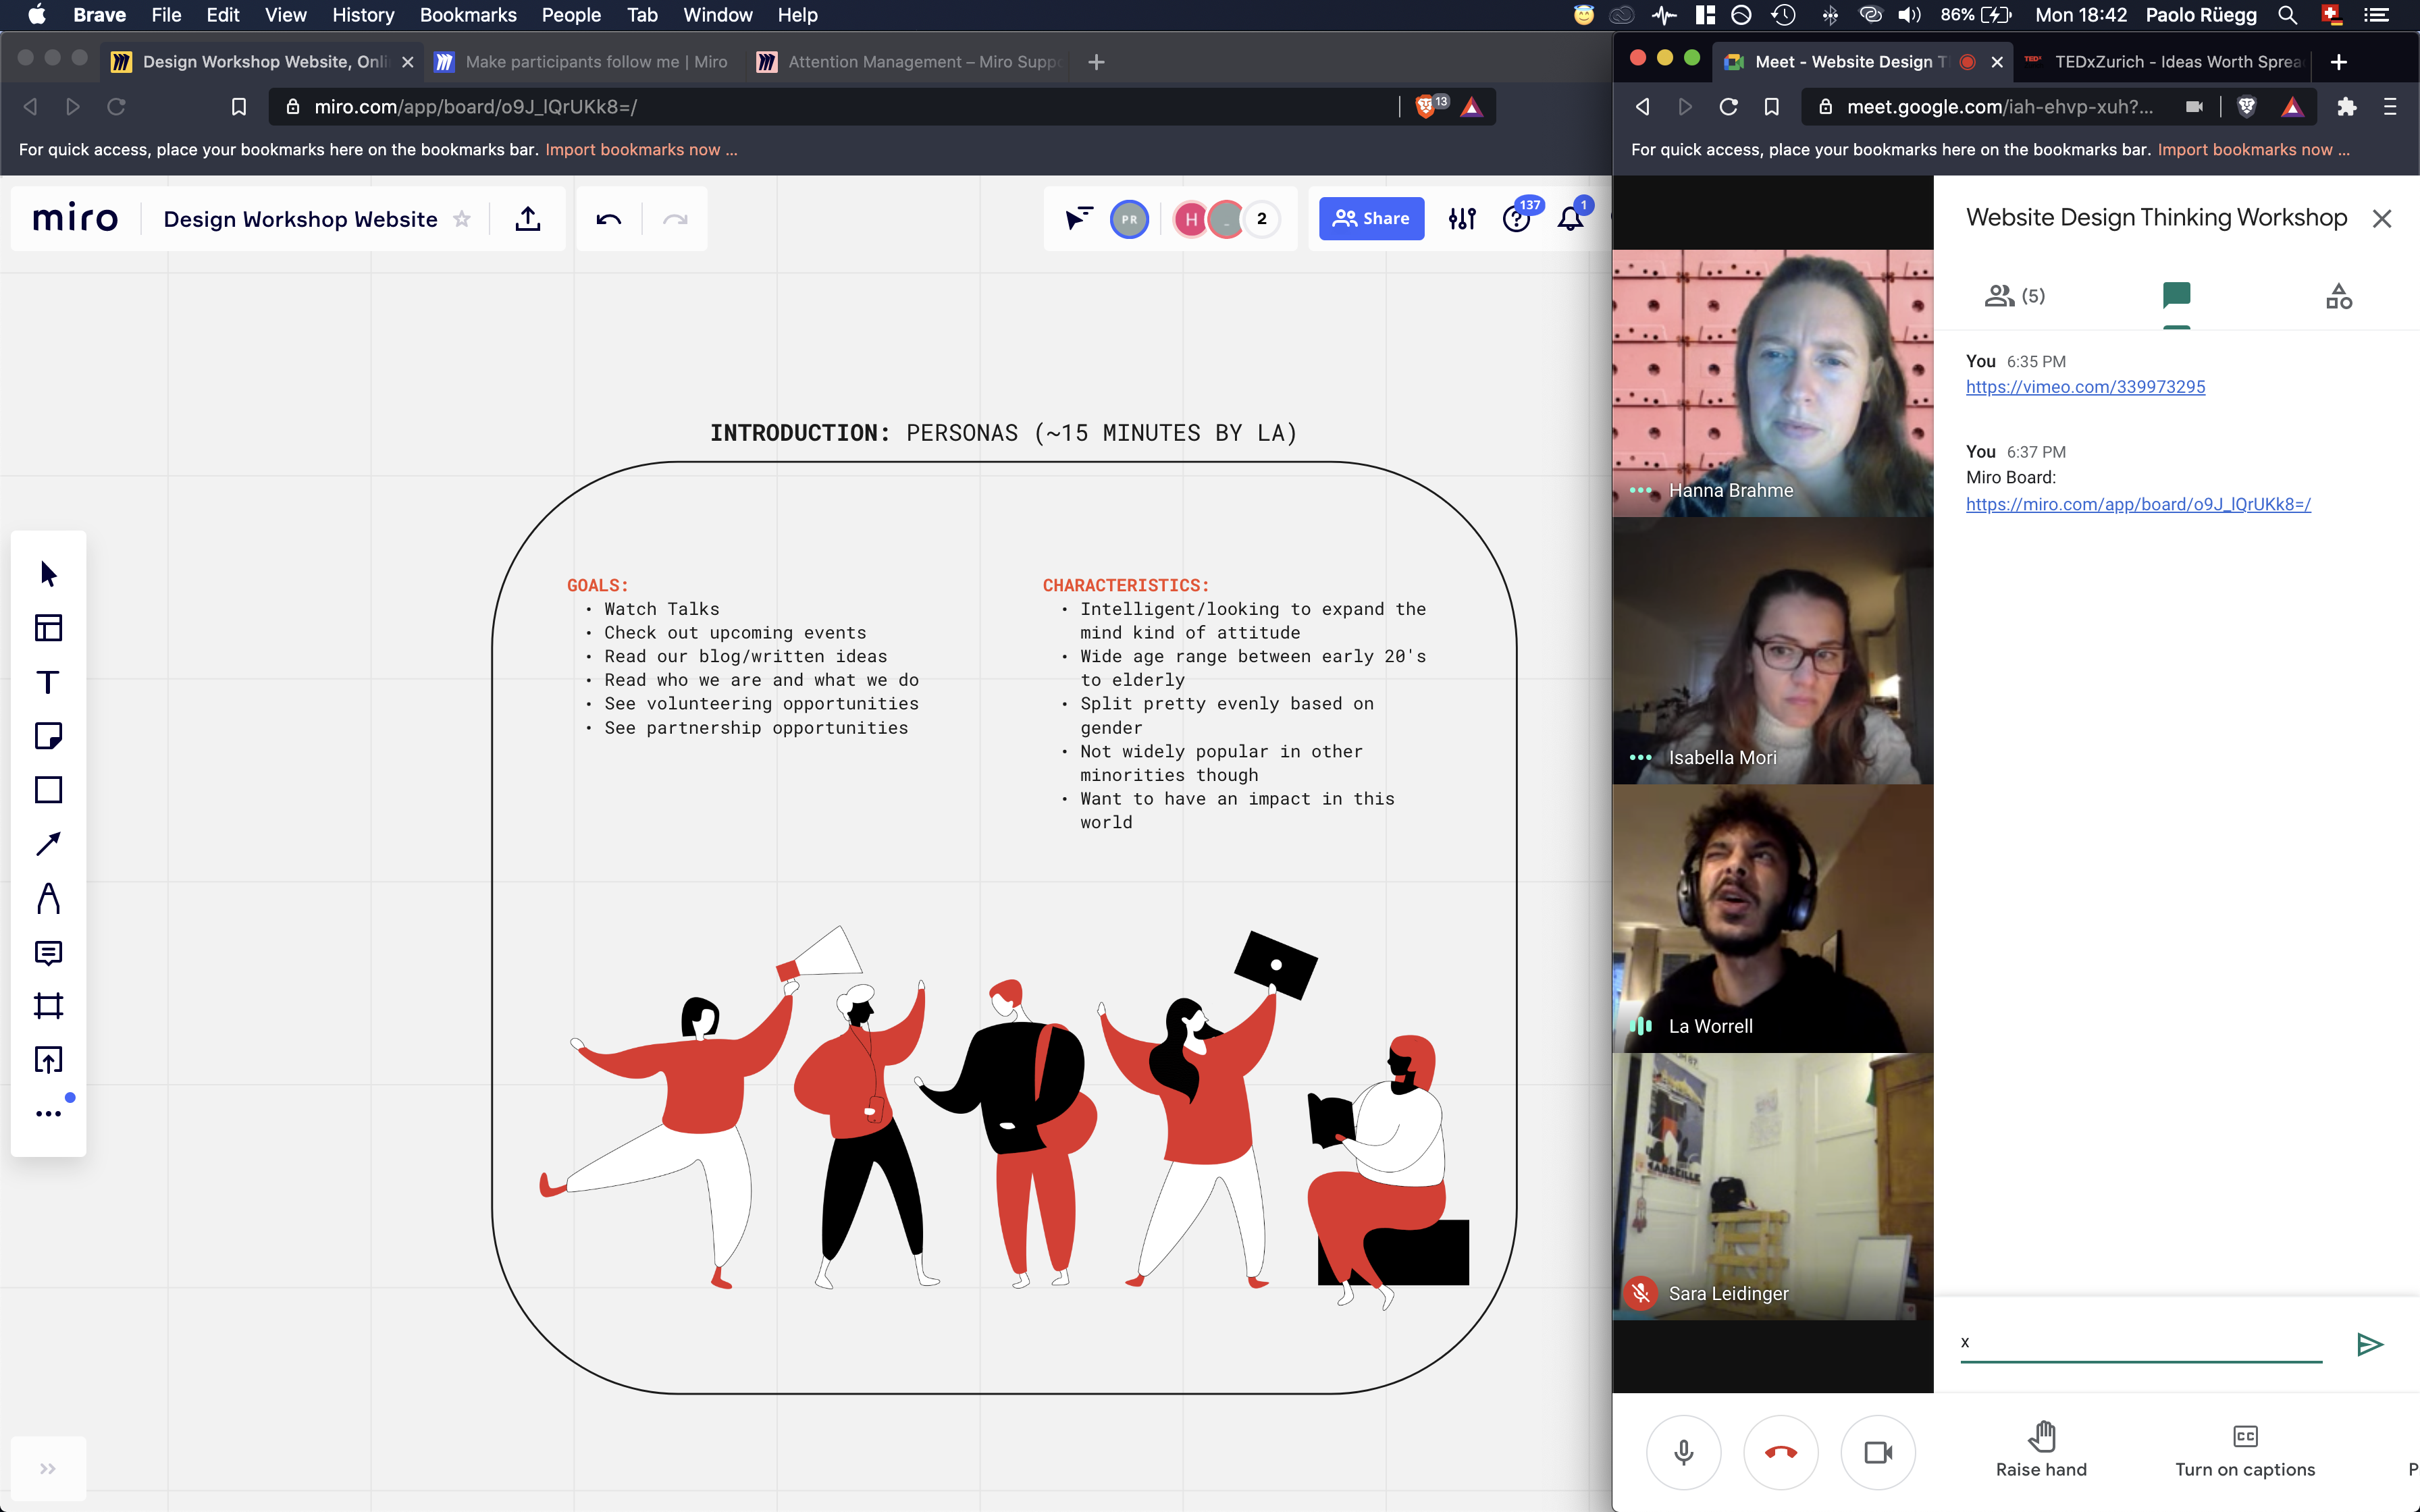 Brave File Edit View History Bookmarks People Tab Window Help 86% Mon 18:42 Paolo Rüegg
Design Workshop Website, Onli
Make participants follow me | Miro
Attention Management – Miro Suppo
miro.com/app/board/o9J_lQrUKk8=/
13
For quick access, place your bookmarks here on the bookmarks bar. Import bookmarks now ...
miro
Design Workshop Website
PR
H
2
Share
137
1
INTRODUCTION: PERSONAS (~15 MINUTES BY LA)
GOALS:
• Watch Talks
• Check out upcoming events
• Read our blog/written ideas
• Read who we are and what we do
• See volunteering opportunities
• See partnership opportunities
CHARACTERISTICS:
• Intelligent/looking to expand the
mind kind of attitude
• Wide age range between early 20's
to elderly
• Split pretty evenly based on
gender
• Not widely popular in other
minorities though
• Want to have an impact in this
world
Meet - Website Design T
TEDx
TEDxZurich - Ideas Worth Sprea
meet.google.com/iah-ehvp-xuh?...
For quick access, place your bookmarks here on the bookmarks bar. Import bookmarks now ...
Hanna Brahme
Isabella Mori
La Worrell
MARSEILLE
Sara Leidinger
Website Design Thinking Workshop
(5)
You 6:35 PM
https://vimeo.com/339973295
You 6:37 PM
Miro Board:
https://miro.com/app/board/o9J_lQrUKk8=/
x
Raise hand
CC
Turn on captions
P